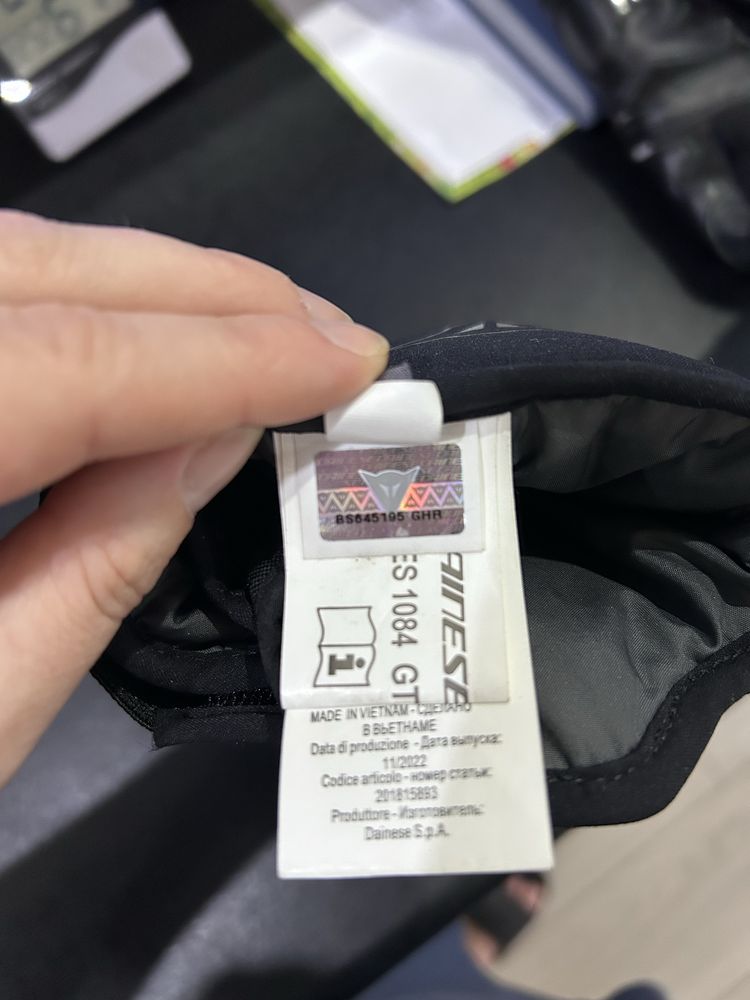 BS645195 GHR
AINESE
ES 1084 GT
i
MADE IN VIETNAM - СДЕЛАНО
В ВЬЕТНАМЕ
Data di produzione - Дата выпуска:
11/2022
Codice articolo - номер статьи:
201815893
Produttore - Изготовитель:
Dainese S.p.A.